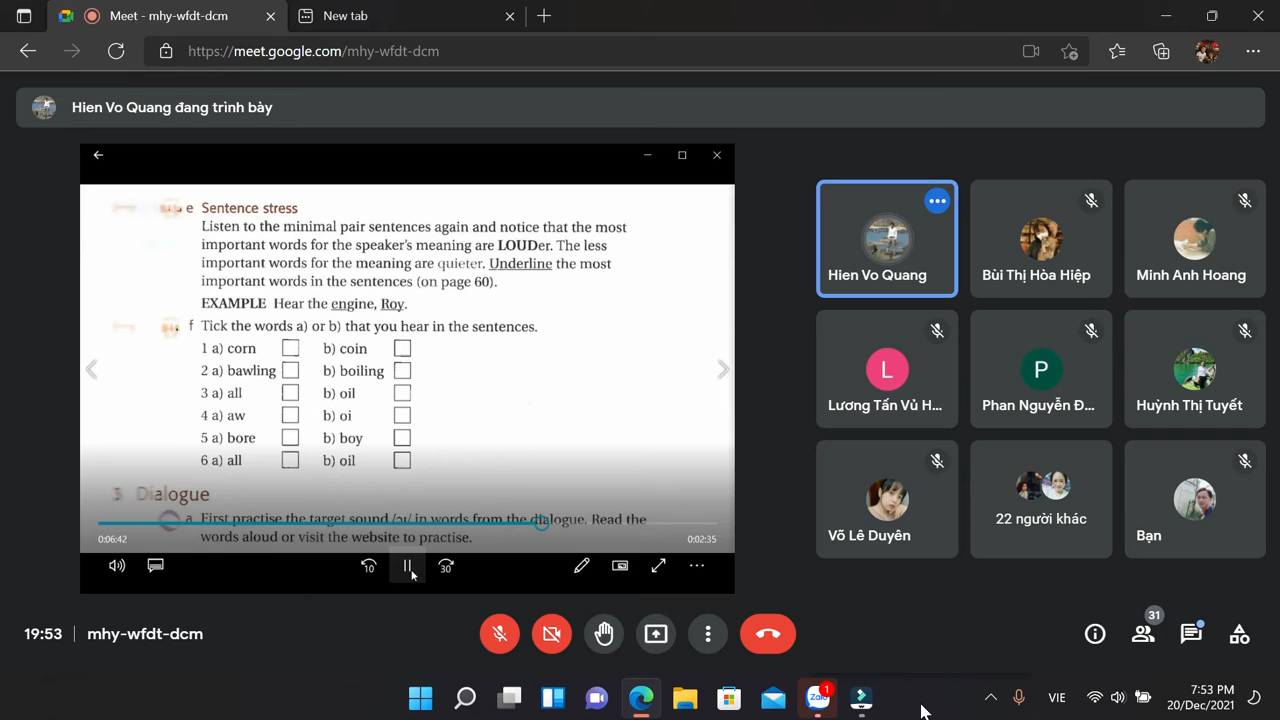 Meet - mhy-wfdt-dcm
New tab
https://meet.google.com/mhy-wfdt-dcm
Hien Vo Quang đang trình bày
e Sentence stress
Listen to the minimal pair sentences again and notice that the most
important words for the speaker's meaning are LOUDer. The less
important words for the meaning are quieter. Underline the most
important words in the sentences (on page 60).
EXAMPLE Hear the engine, Roy.
f Tick the words a) or b) that you hear in the sentences.
1 a) corn b) coin
2 a) bawling b) boiling
3 a) all b) oil
4 a) aw b) oi
5 a) bore b) boy
6 a) all b) oil
3 Dialogue
a First practise the target sound /ɔɪ/ in words from the dialogue. Read the
words aloud or visit the website to practise.
0:06:42
0:02:35
10
30
Hien Vo Quang
Bùi Thị Hòa Hiệp
Minh Anh Hoang
L
Lương Tấn Vũ H...
P
Phan Nguyễn Đ...
Huỳnh Thị Tuyết
Võ Lê Duyên
22 người khác
Bạn
19:53
mhy-wfdt-dcm
31
Zalo
1
VIE
7:53 PM
20/Dec/2021